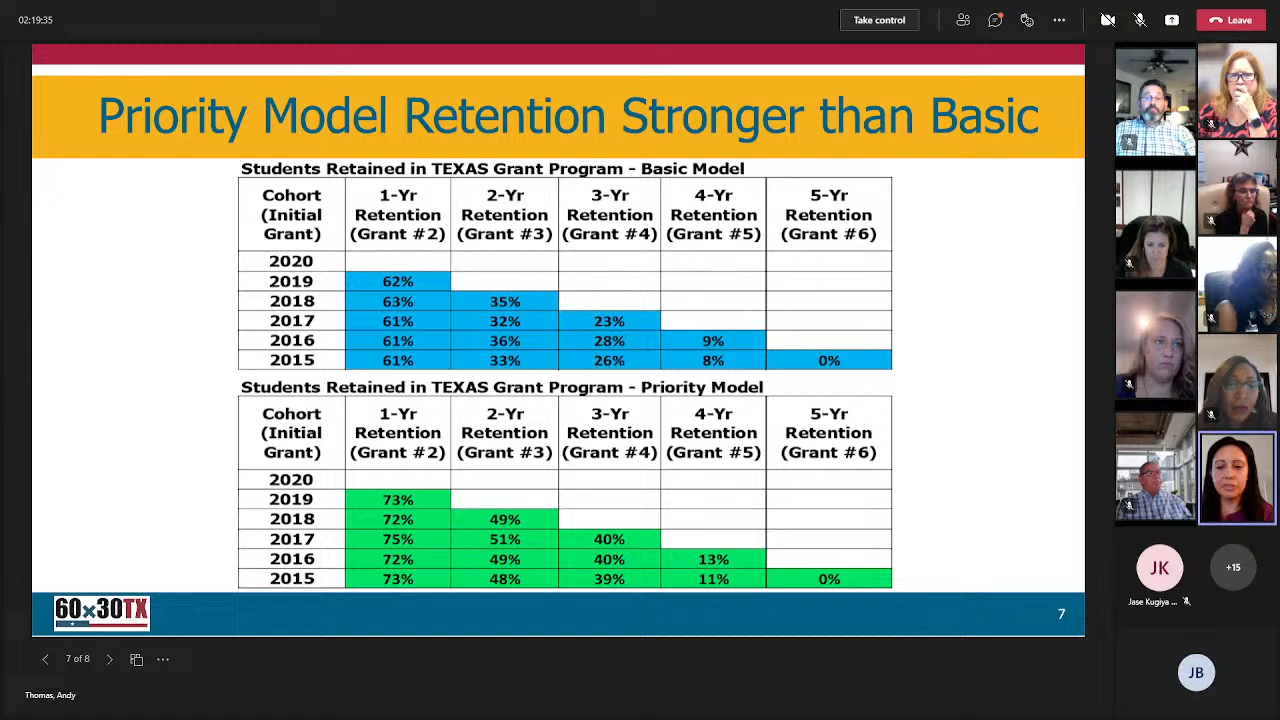 02:19:35
Take control
Leave
Priority Model Retention Stronger than Basic
Students Retained in TEXAS Grant Program - Basic Model
Cohort (Initial Grant) 1-Yr Retention (Grant #2) 2-Yr Retention (Grant #3) 3-Yr Retention (Grant #4) 4-Yr Retention (Grant #5) 5-Yr Retention (Grant #6)
2020
2019 62%
2018 63% 35%
2017 61% 32% 23%
2016 61% 36% 28% 9%
2015 61% 33% 26% 8% 0%
Students Retained in TEXAS Grant Program - Priority Model
Cohort (Initial Grant) 1-Yr Retention (Grant #2) 2-Yr Retention (Grant #3) 3-Yr Retention (Grant #4) 4-Yr Retention (Grant #5) 5-Yr Retention (Grant #6)
2020
2019 73%
2018 72% 49%
2017 75% 51% 40%
2016 72% 49% 40% 13%
2015 73% 48% 39% 11% 0%
60x30TX
7
7 of 8
Thomas, Andy
JK
+15
Jase Kugiya ...
JB